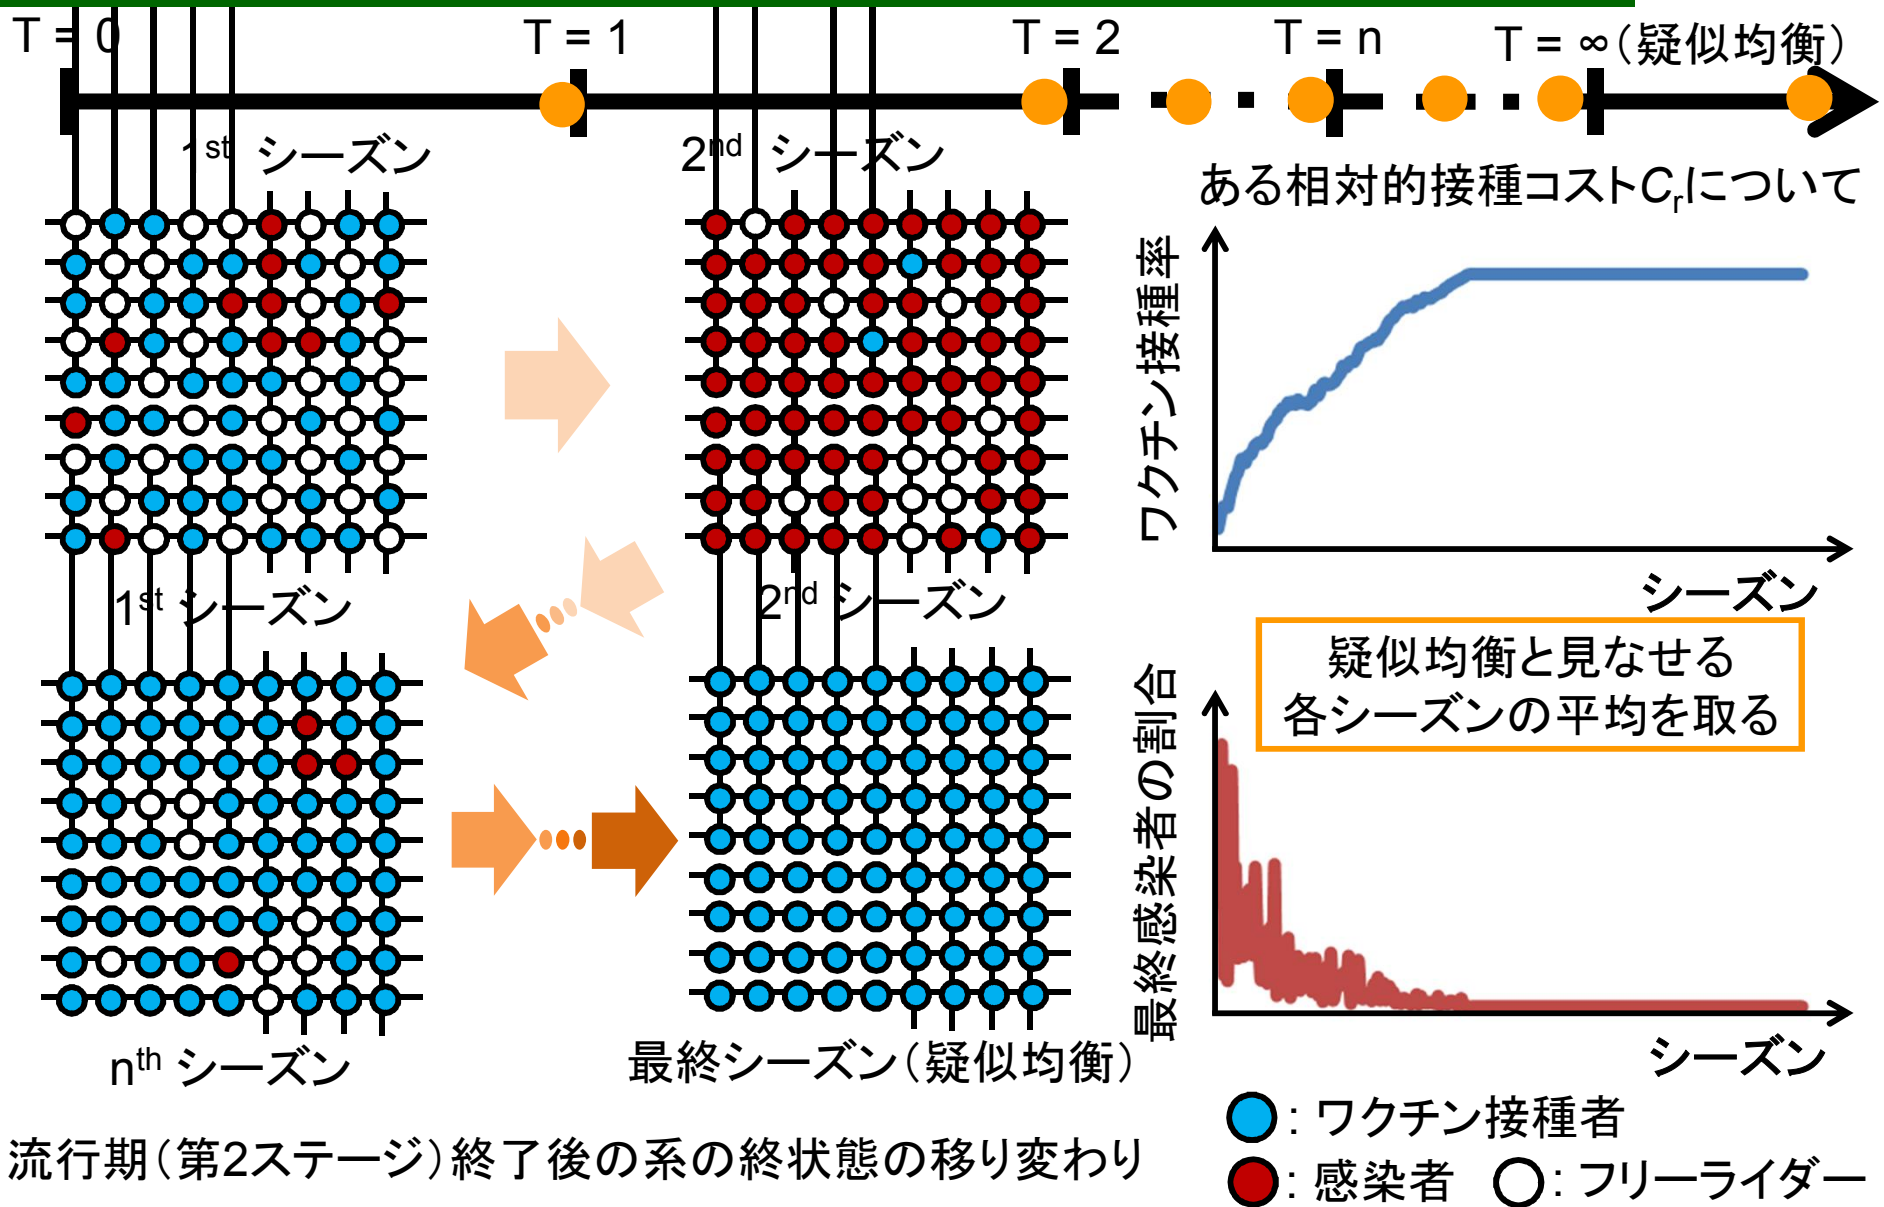 T = 0
T = 1
T = 2
T = n
T = ∞(疑似均衡)
1st シーズン
2nd シーズン
ある相対的接種コストCrについて
ワクチン接種率
シーズン
1st シーズン
2nd シーズン
疑似均衡と見なせる
各シーズンの平均を取る
最終感染者の割合
シーズン
nth シーズン
最終シーズン(疑似均衡)
流行期(第2ステージ)終了後の系の終状態の移り変わり
: ワクチン接種者
: 感染者
: フリーライダー